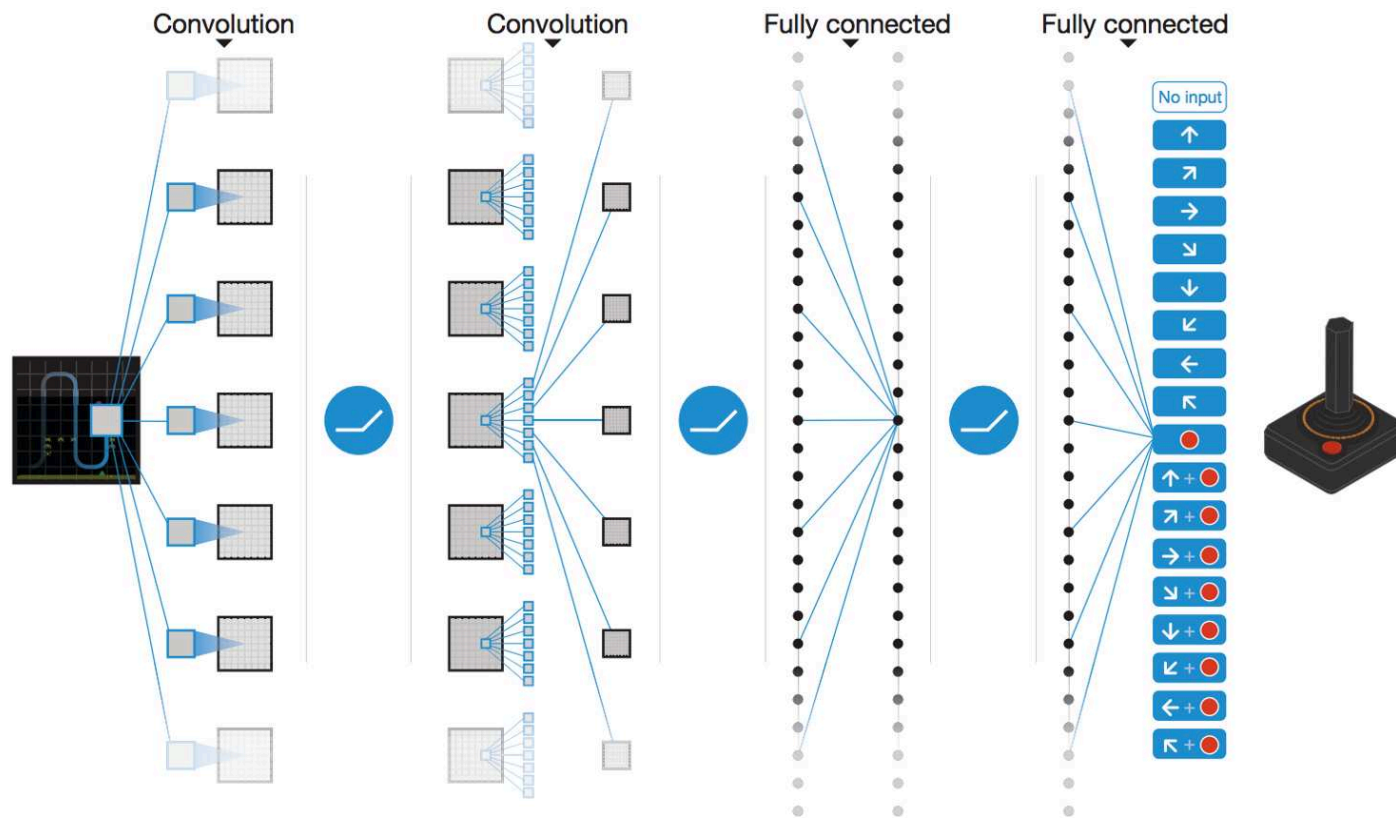 Convolution
Convolution
Fully connected
Fully connected
No input
+
+
+
+
+
+
+
+